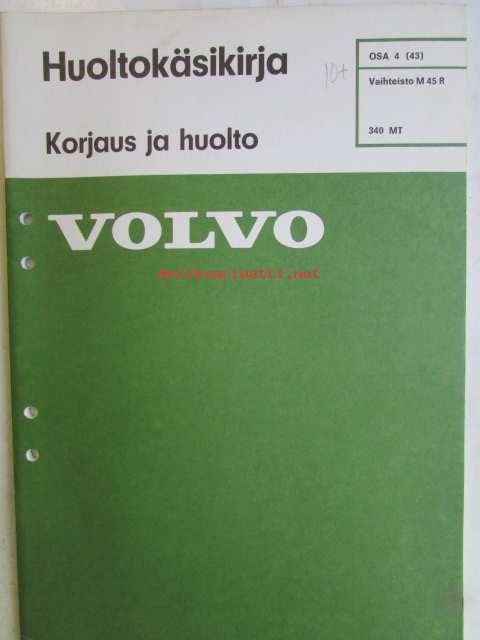 Huoltokäsikirja
10+
OSA 4 (43)
Vaihteisto M 45 R
340 MT
Korjaus ja huolto
VOLVO
Antikvariaatti.net